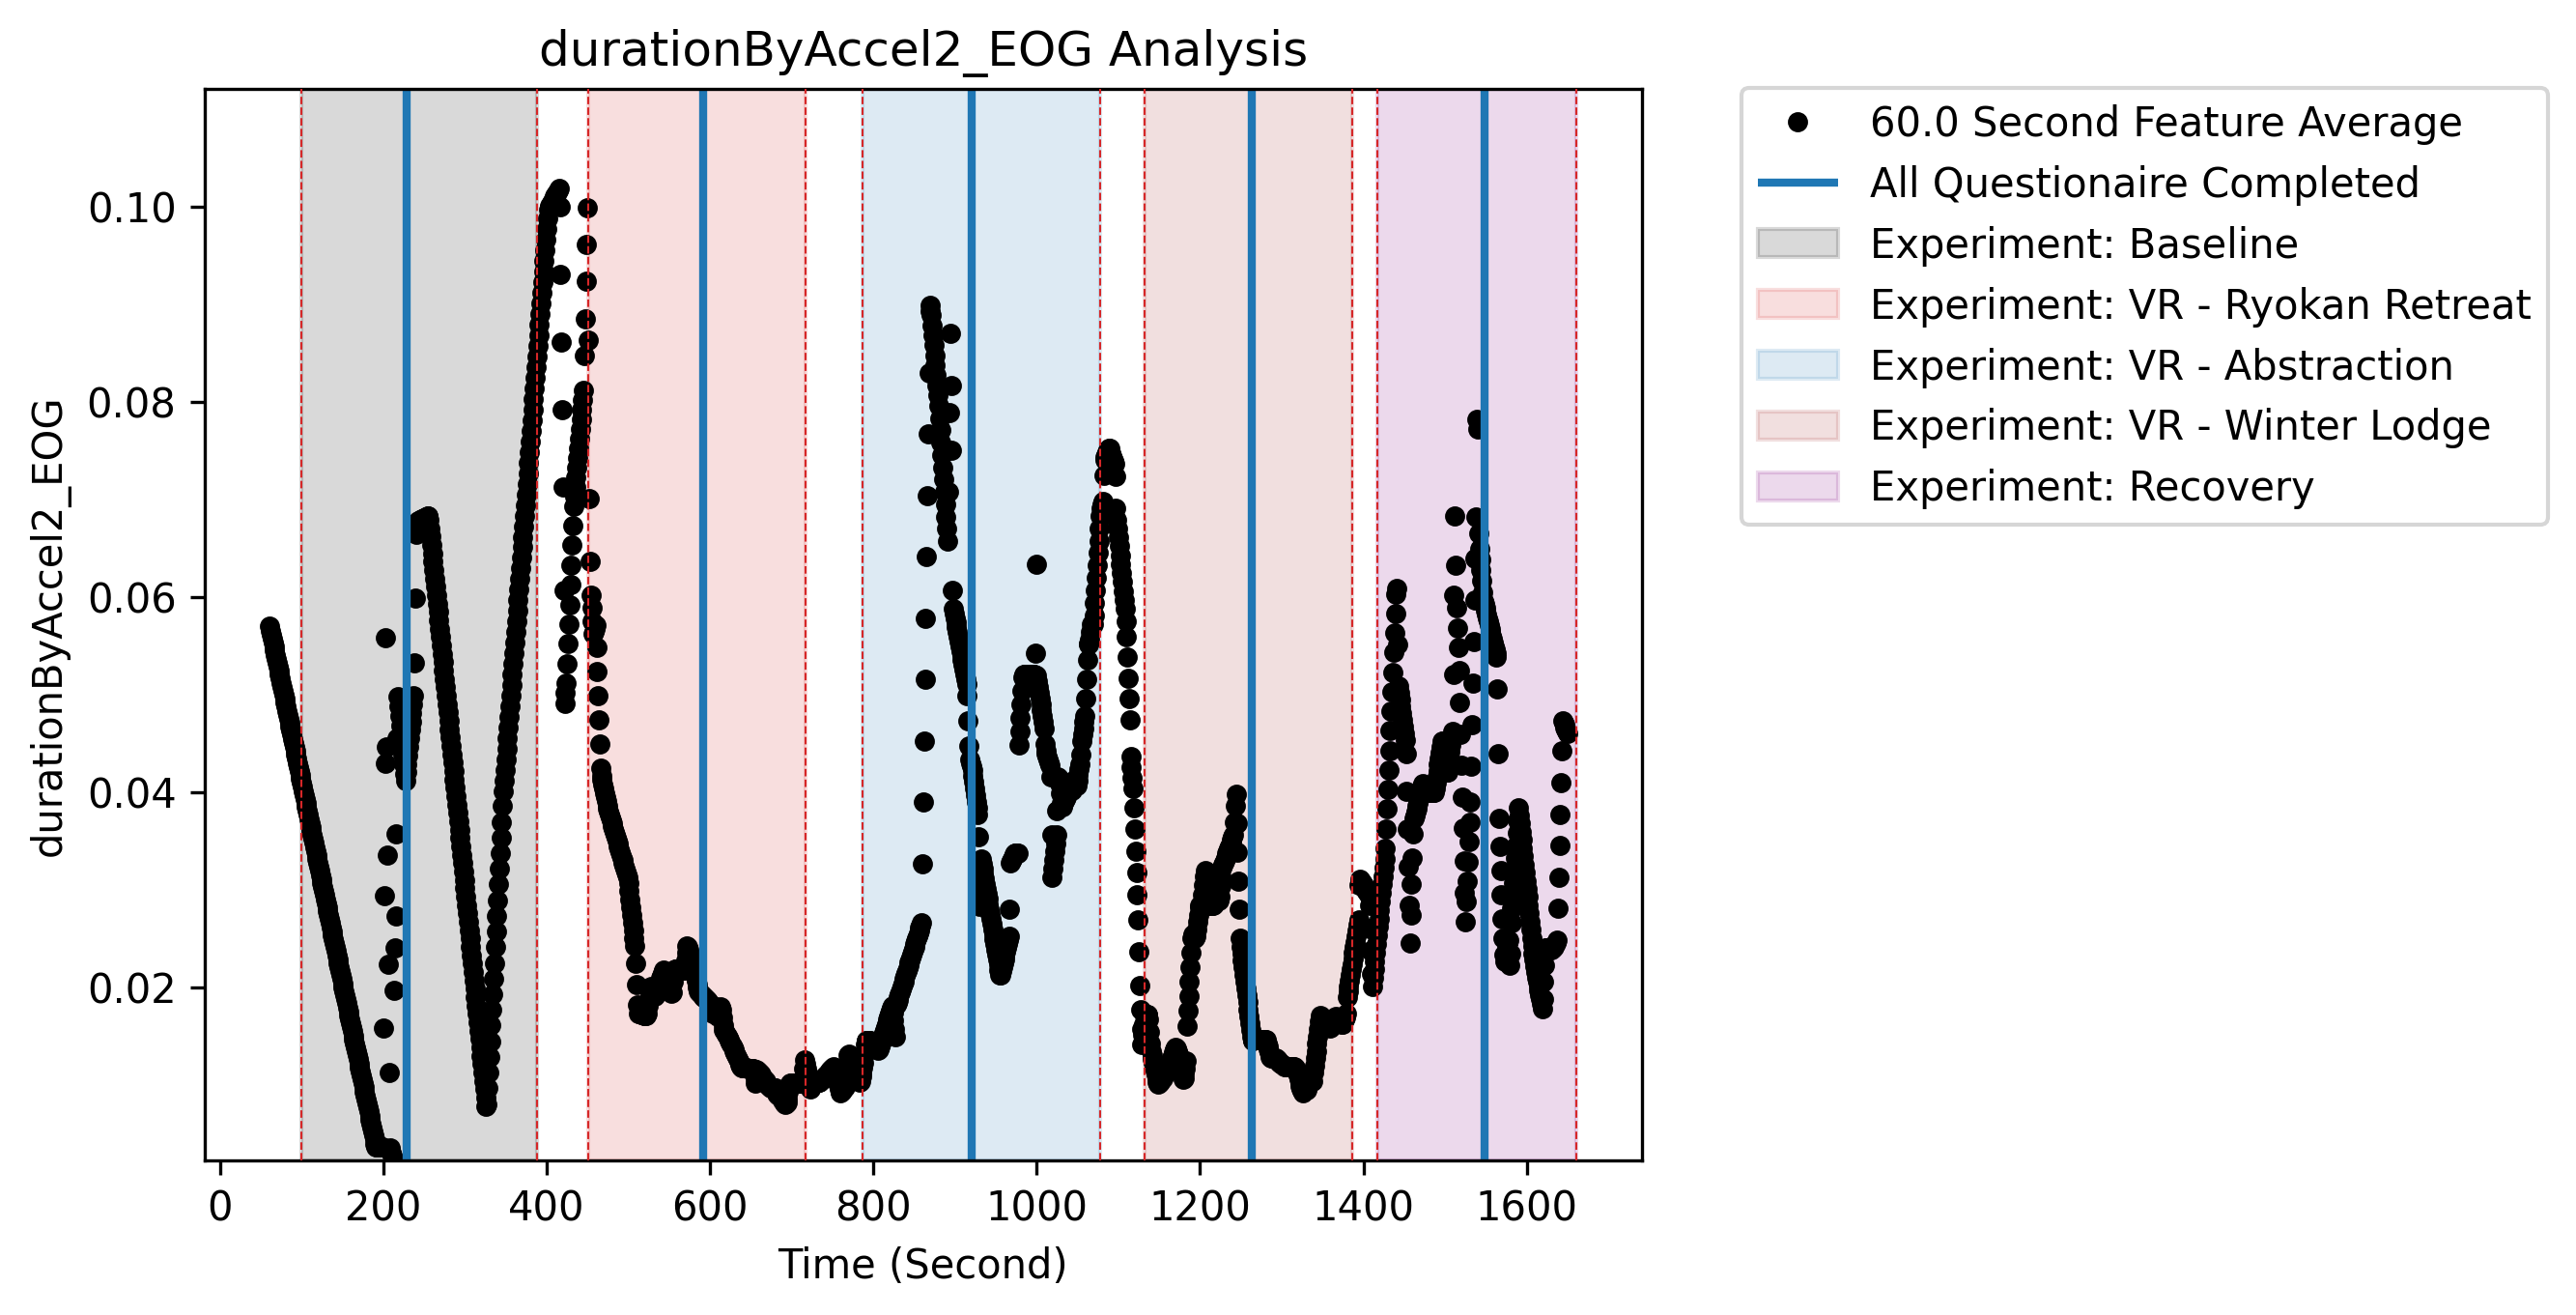 durationByAccel2_EOG Analysis
durationByAccel2_EOG
0.10
0.08
0.06
0.04
0.02
0 200 400 600 800 1000 1200 1400 1600
Time (Second)
60.0 Second Feature Average
All Questionaire Completed
Experiment: Baseline
Experiment: VR - Ryokan Retreat
Experiment: VR - Abstraction
Experiment: VR - Winter Lodge
Experiment: Recovery